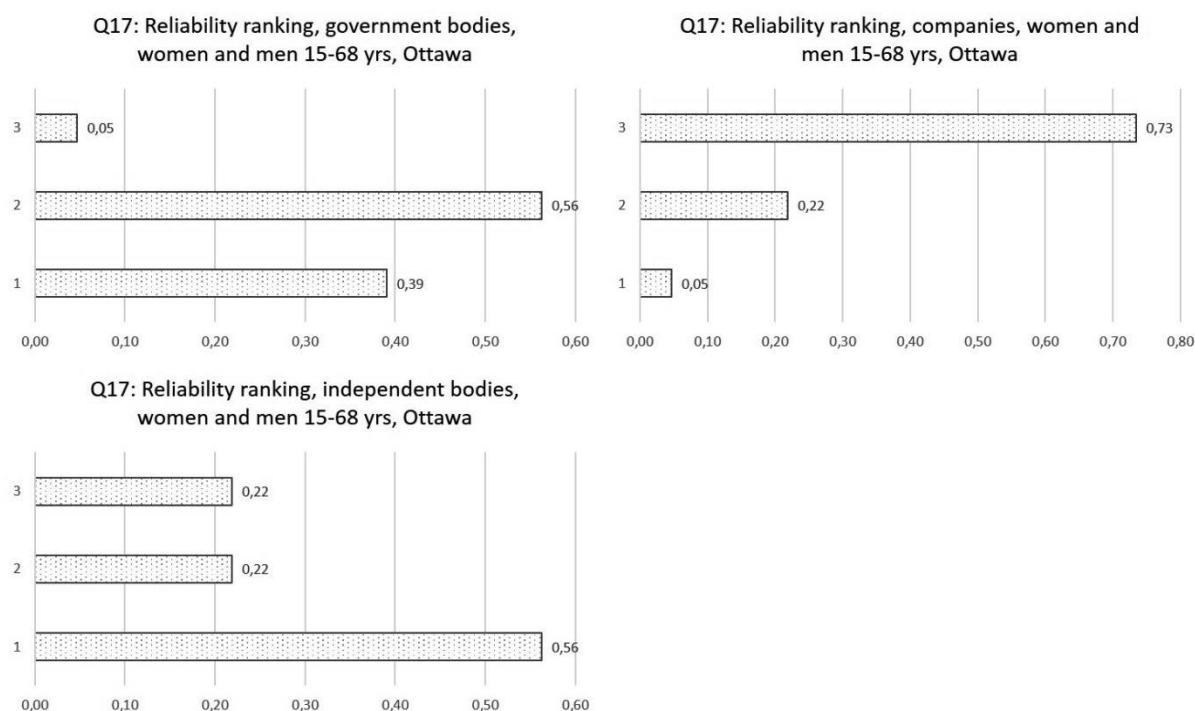 Q17: Reliability ranking, government bodies,
women and men 15-68 yrs, Ottawa
3
0,05
2
0,56
1
0,39
0,00 0,10 0,20 0,30 0,40 0,50 0,60
Q17: Reliability ranking, companies, women and
men 15-68 yrs, Ottawa
3
0,73
2
0,22
1
0,05
0,00 0,10 0,20 0,30 0,40 0,50 0,60 0,70 0,80
Q17: Reliability ranking, independent bodies,
women and men 15-68 yrs, Ottawa
3
0,22
2
0,22
1
0,56
0,00 0,10 0,20 0,30 0,40 0,50 0,60